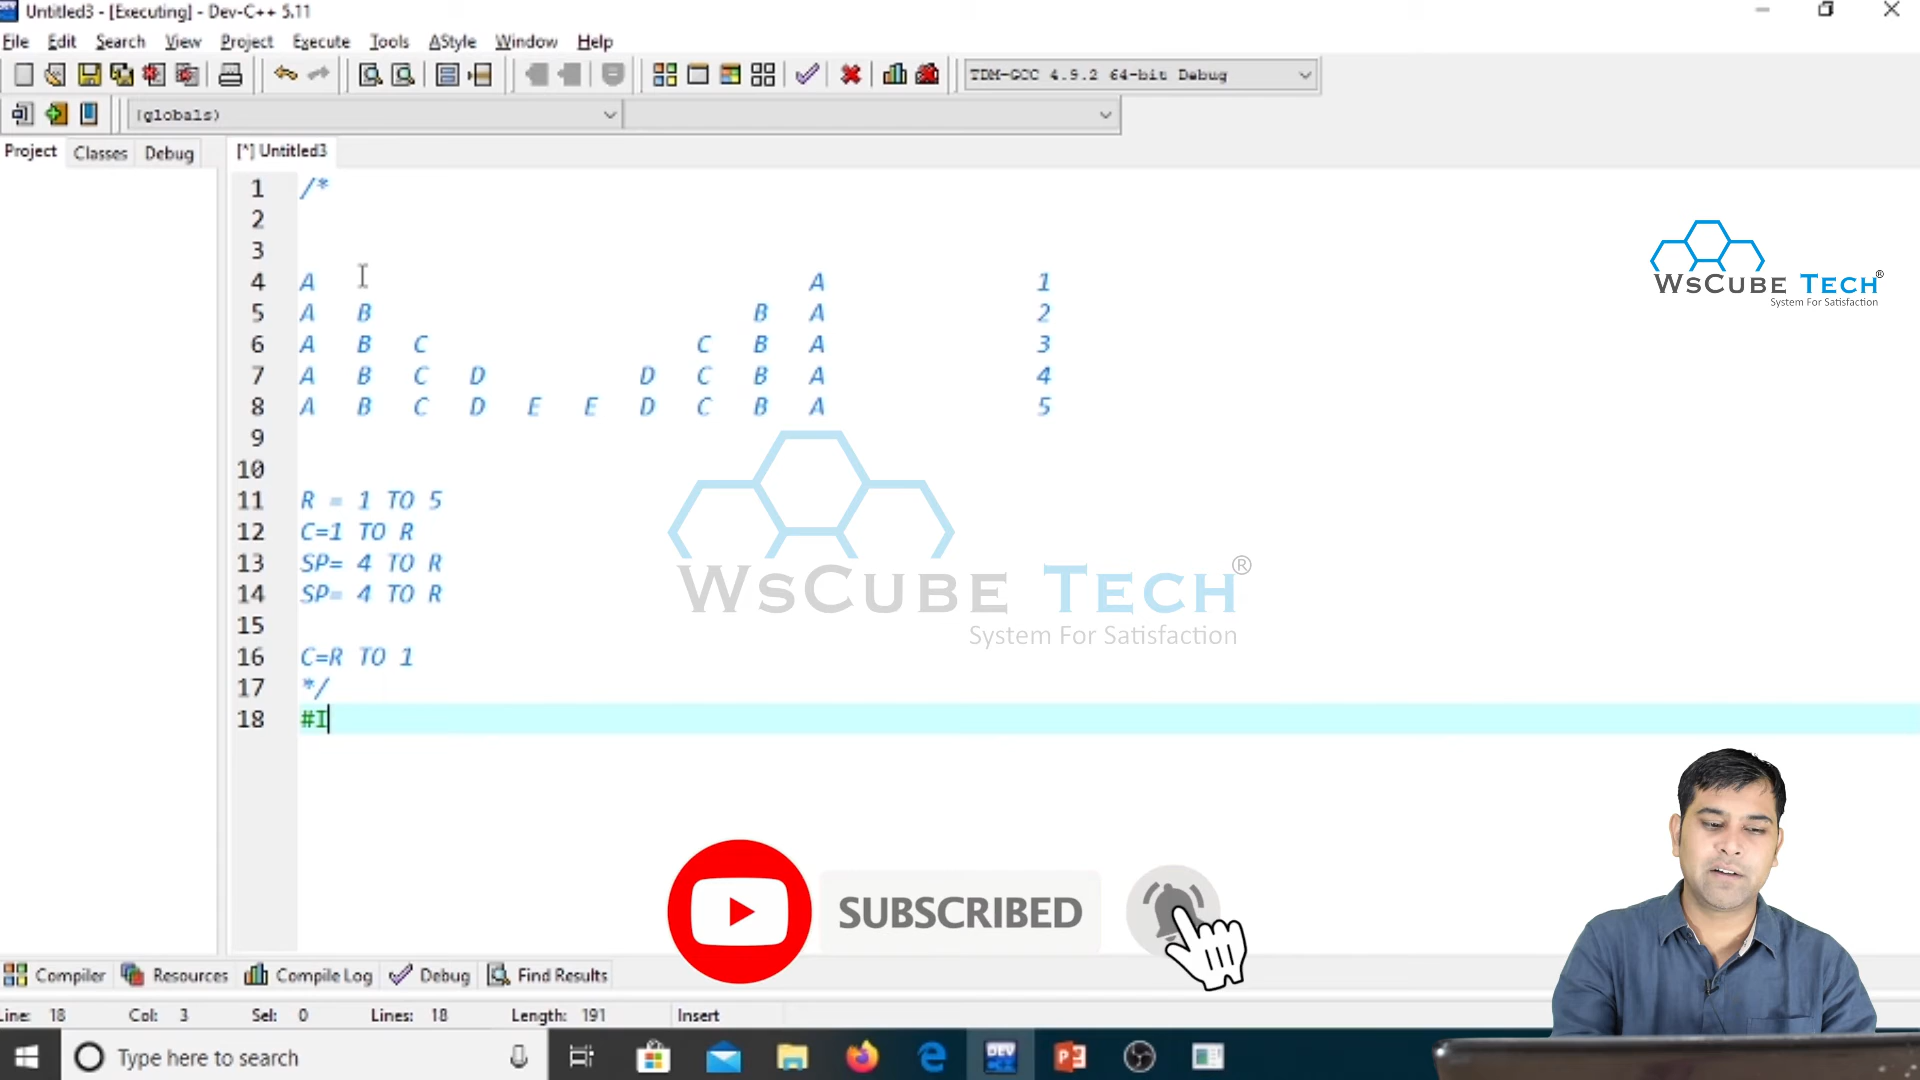 Untitled3 - [Executing] - Dev-C++ 5.11
File Edit Search View Project Execute Tools AStyle Window Help
TDM-GCC 4.9.2 64-bit Debug
(globals)
Project Classes Debug [*] Untitled3
1 /*
2
3
4 A A 1
5 A B B A 2
6 A B C C B A 3
7 A B C D D C B A 4
8 A B C D E E D C B A 5
9
10
11 R = 1 TO 5
12 C=1 TO R
13 SP= 4 TO R
14 SP= 4 TO R
15
16 C=R TO 1
17 */
18 #I
WsCube Tech®
System For Satisfaction
WsCube Tech®
System For Satisfaction
SUBSCRIBED
Compiler Resources Compile Log Debug Find Results
Line: 18 Col: 3 Sel: 0 Lines: 18 Length: 191 Insert
Type here to search
DEV